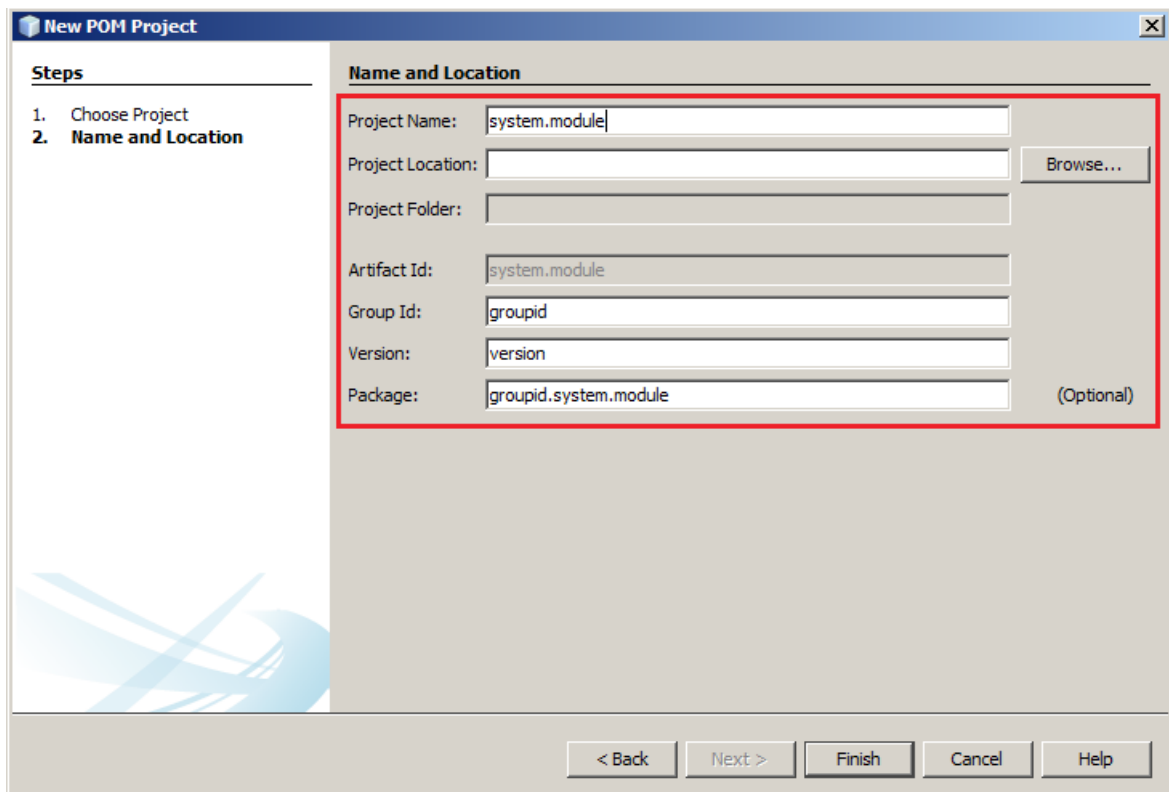 New POM Project
Steps
1. Choose Project
2. Name and Location
Name and Location
Project Name: system.module
Project Location: Browse...
Project Folder:
Artifact Id: system.module
Group Id: groupid
Version: version
Package: groupid.system.module (Optional)
< Back Next > Finish Cancel Help